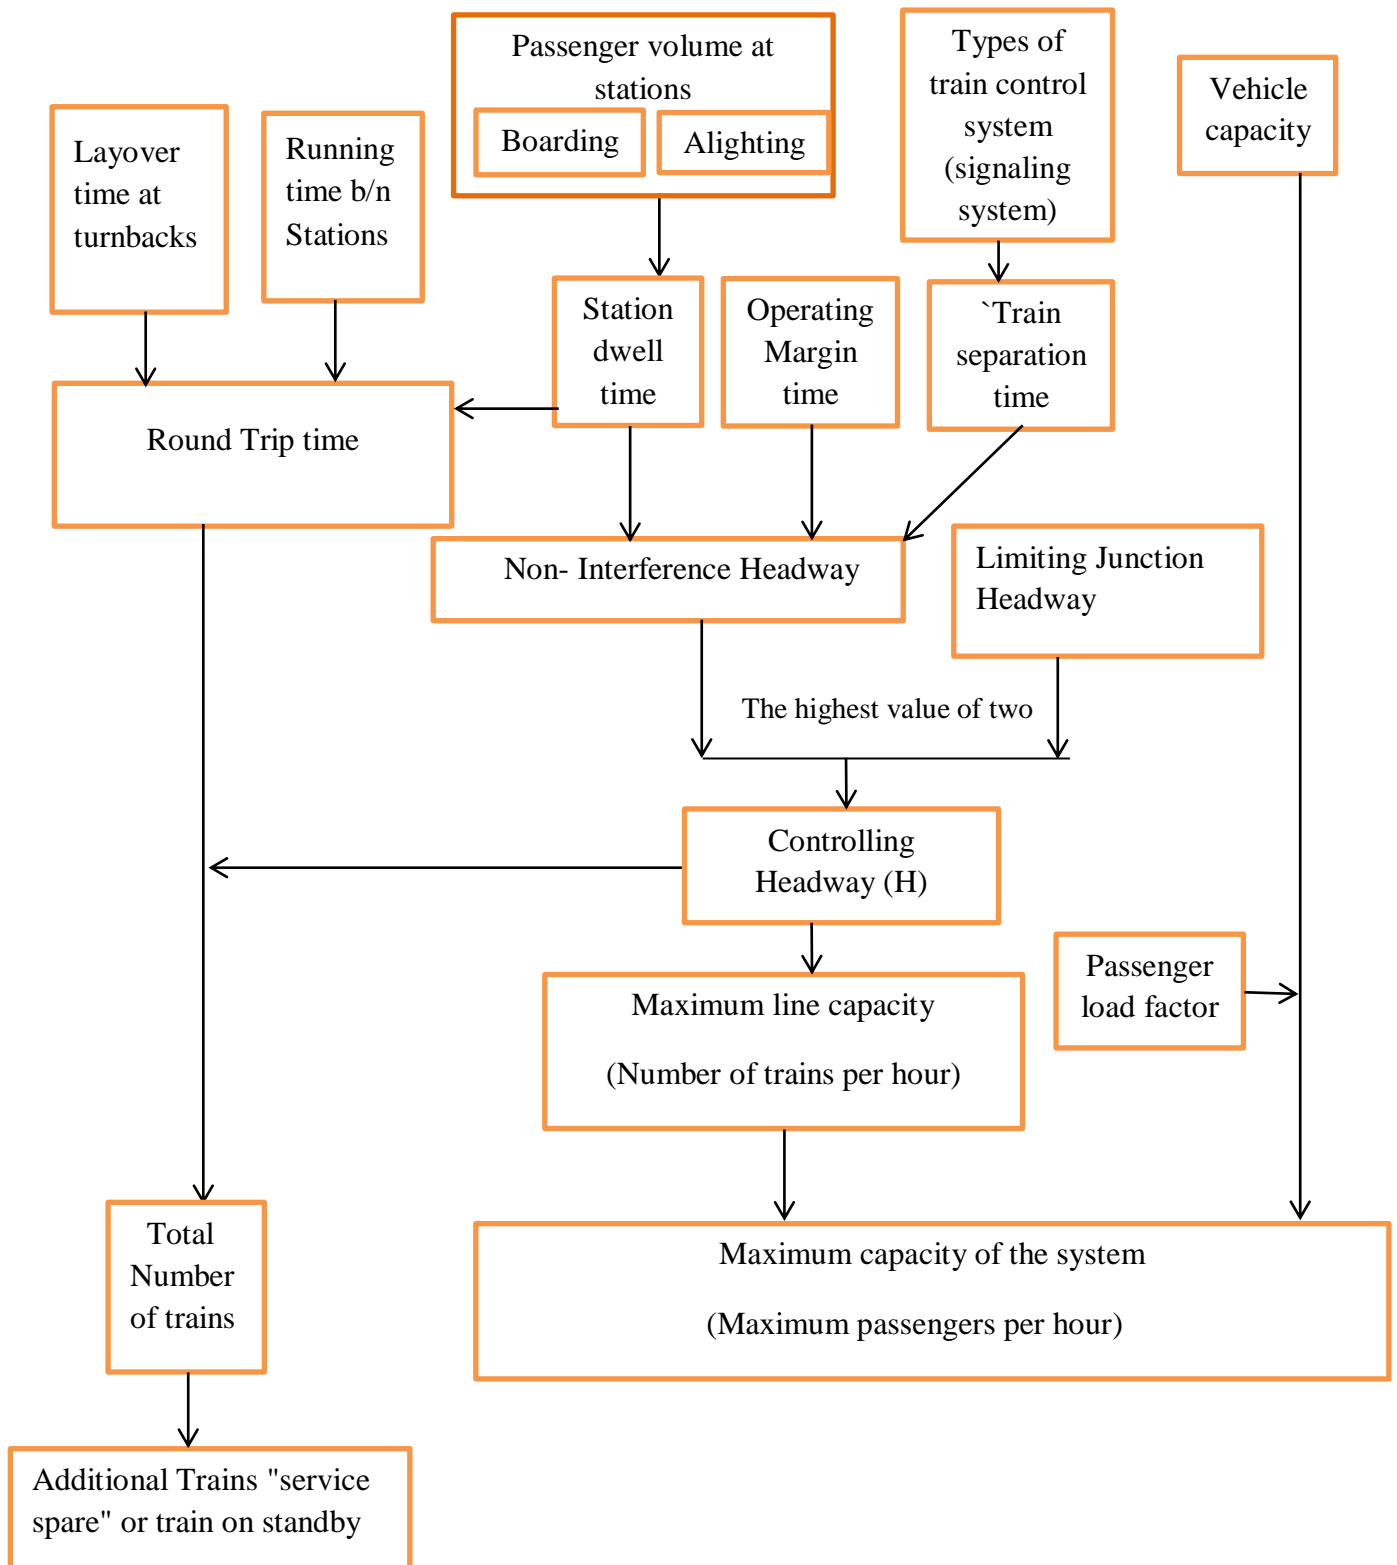 Passenger volume at
stations
Boarding
Alighting
Types of
train control
system
(signaling
system)
Vehicle
capacity
Layover
time at
turnbacks
Running
time b/n
Stations
Station
dwell
time
Operating
Margin
time
`Train
separation
time
Round Trip time
Non- Interference Headway
Limiting Junction
Headway
The highest value of two
Controlling
Headway (H)
Passenger
load factor
Maximum line capacity
(Number of trains per hour)
Total
Number
of trains
Maximum capacity of the system
(Maximum passengers per hour)
Additional Trains "service
spare" or train on standby